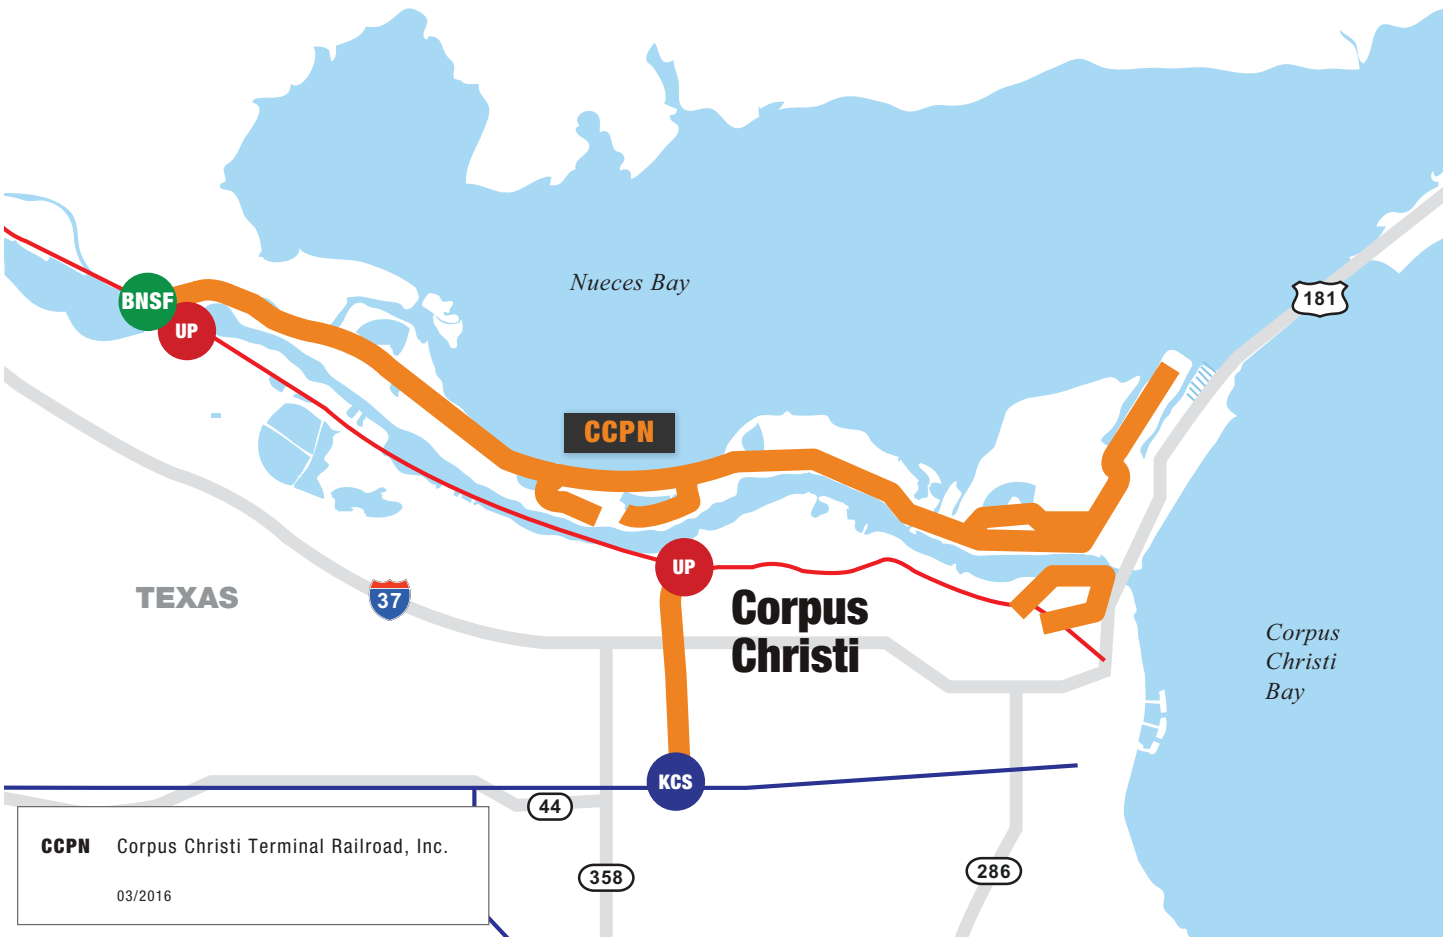 Nueces Bay
BNSF
UP
181
CCPN
UP
TEXAS
37
Corpus
Christi
Corpus
Christi
Bay
KCS
44
358
286
CCPN Corpus Christi Terminal Railroad, Inc.
03/2016